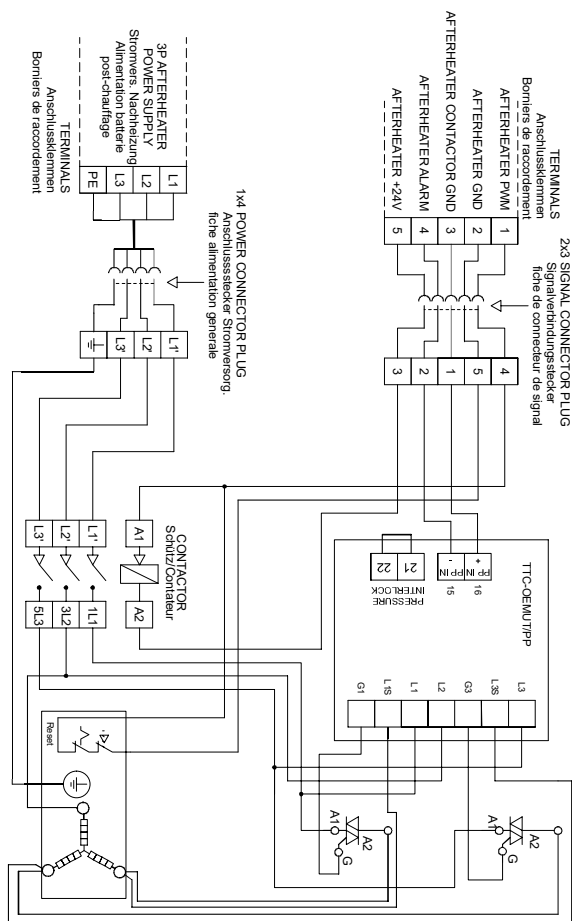 TERMINALS
Anschlussklemmen
Borniers de raccordement
AFTERHEATER PWM
AFTERHEATER GND
AFTERHEATER CONTACTOR GND
AFTERHEATER ALARM
AFTERHEATER +24V
1
2
3
4
5
2x3 SIGNAL CONNECTOR PLUG
Signalverbindungsstecker
fiche de connecteur de signal
4
5
1
2
3
TERMINALS
Anschlussklemmen
Borniers de raccordement
3P AFTERHEATER
POWER SUPPLY
Stromvers. Nachheizung
Alimentation batterie
post-chauffage
L1
L2
L3
PE
1x4 POWER CONNECTOR PLUG
Anschlusssstecker Stromversorg.
fiche alimentation generale
L1'
L2'
L3'
TTC-OEMUT/PP
+
PP IN
16
-
PP IN
15
21
22
PRESSURE
INTERLOCK
L3
L3S
G3
L2
L1
L1S
G1
CONTACTOR
Schütz/Contateur
A1
A2
L1'
L2'
L3'
1L1
3L2
5L3
A1
A2
G
A1
A2
G
Reset